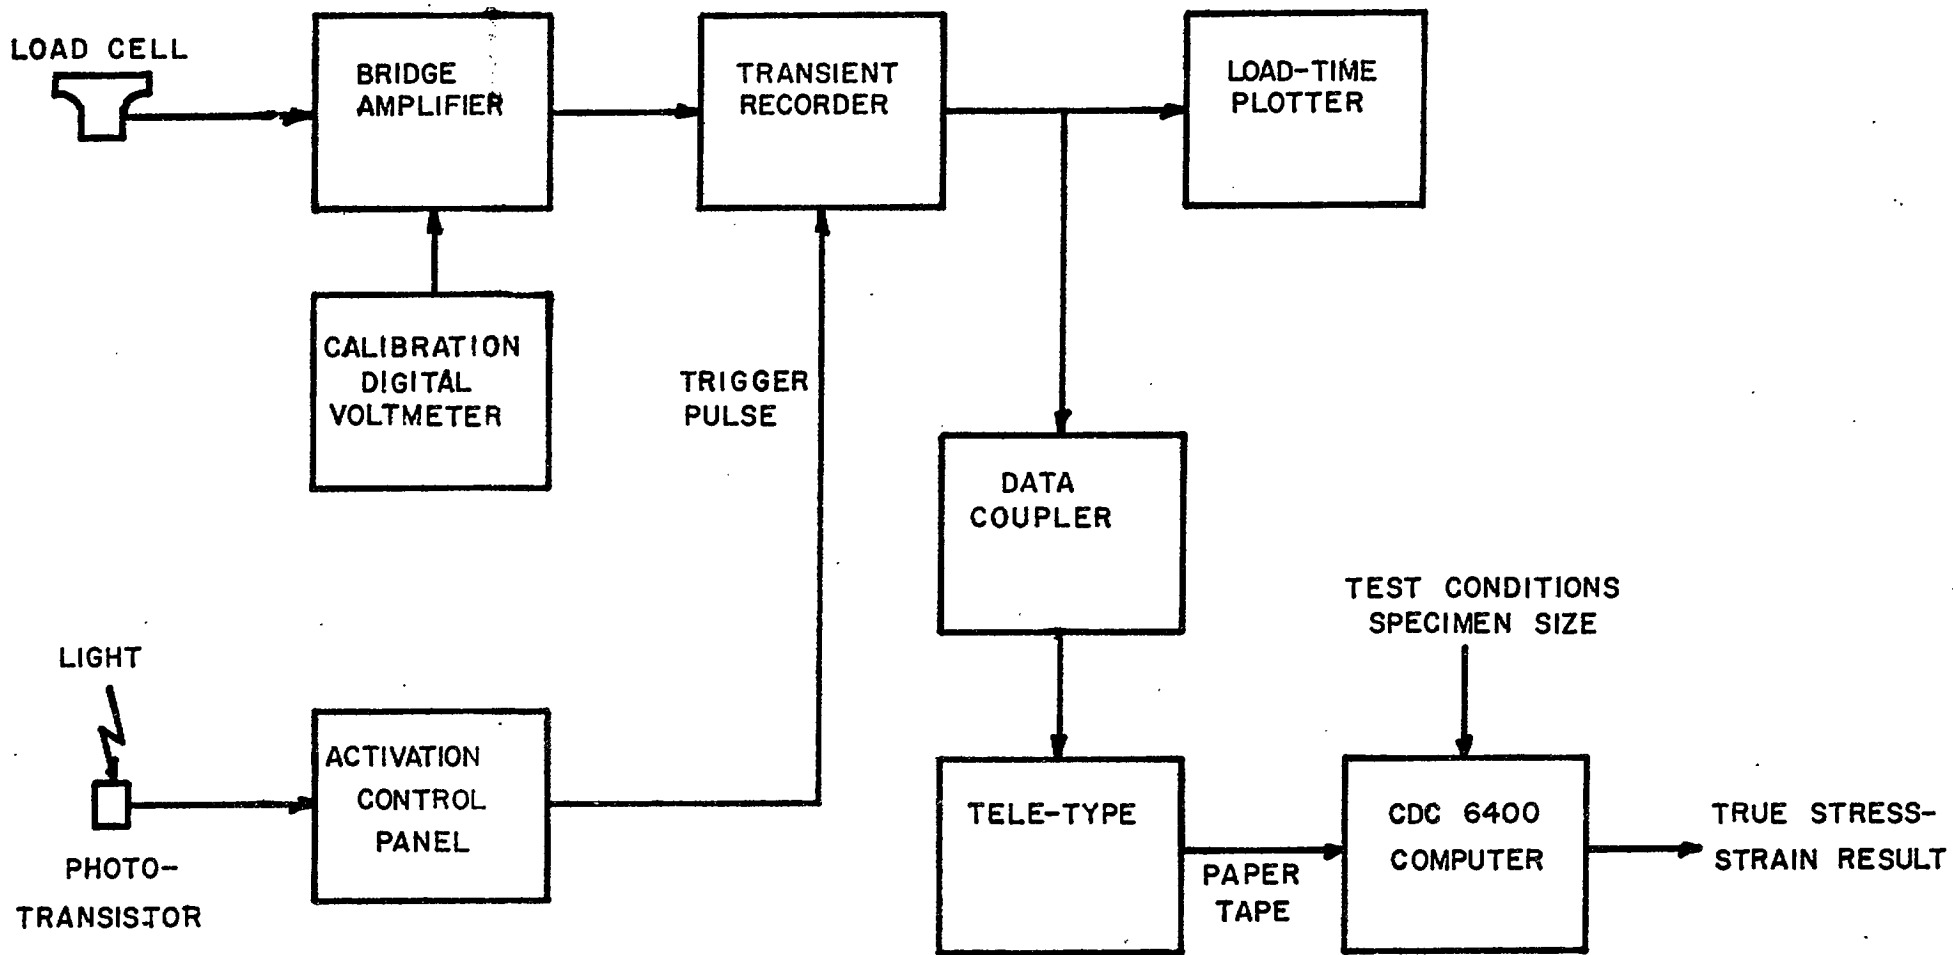 LOAD CELL
BRIDGE
AMPLIFIER
TRANSIENT
RECORDER
LOAD-TIME
PLOTTER
CALIBRATION
DIGITAL
VOLTMETER
TRIGGER
PULSE
DATA
COUPLER
TEST CONDITIONS
SPECIMEN SIZE
LIGHT
PHOTO-
TRANSISTOR
ACTIVATION
CONTROL
PANEL
TELE-TYPE
PAPER
TAPE
CDC 6400
COMPUTER
TRUE STRESS-
STRAIN RESULT